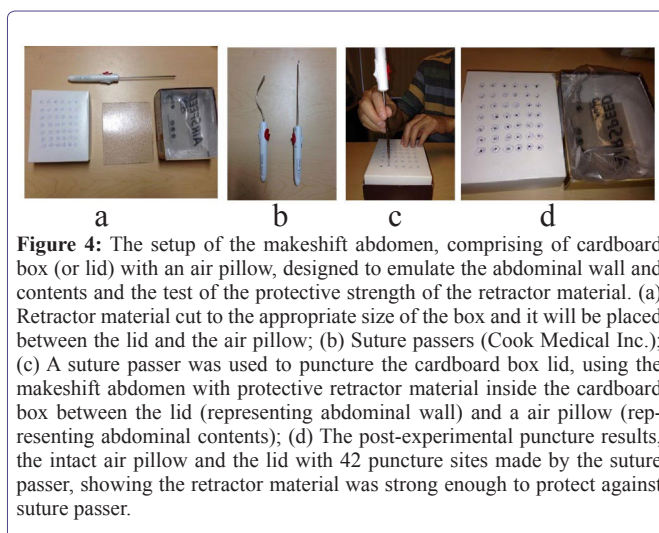 AIRSPEED
a
b
c
d
Figure 4: The setup of the makeshift abdomen, comprising of cardboard
box (or lid) with an air pillow, designed to emulate the abdominal wall and
contents and the test of the protective strength of the retractor material. (a)
Retractor material cut to the appropriate size of the box and it will be placed
between the lid and the air pillow; (b) Suture passers (Cook Medical Inc.);
(c) A suture passer was used to puncture the cardboard box lid, using the
makeshift abdomen with protective retractor material inside the cardboard
box between the lid (representing abdominal wall) and a air pillow (rep-
resenting abdominal contents); (d) The post-experimental puncture results,
the intact air pillow and the lid with 42 puncture sites made by the suture
passer, showing the retractor material was strong enough to protect against
suture passer.